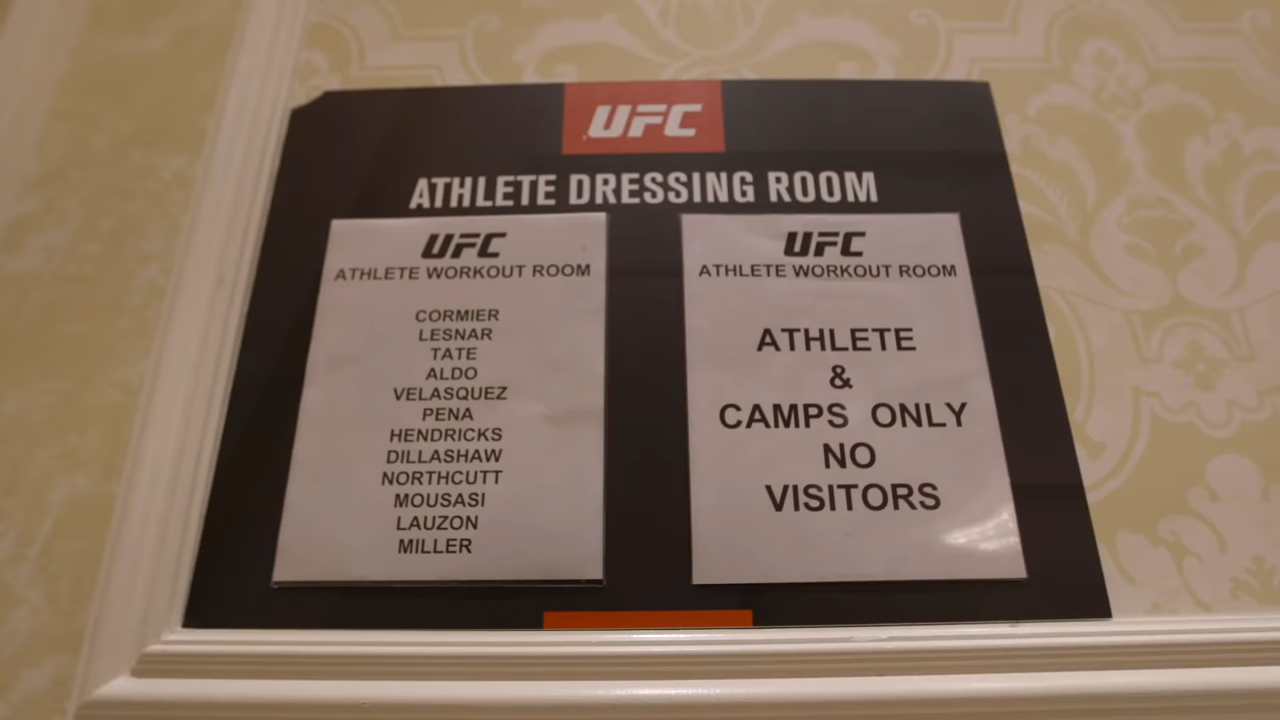 UFC
ATHLETE DRESSING ROOM
UFC
ATHLETE WORKOUT ROOM
CORMIER
LESNAR
TATE
ALDO
VELASQUEZ
PENA
HENDRICKS
DILLASHAW
NORTHCUTT
MOUSASI
LAUZON
MILLER
UFC
ATHLETE WORKOUT ROOM
ATHLETE
&
CAMPS ONLY
NO
VISITORS